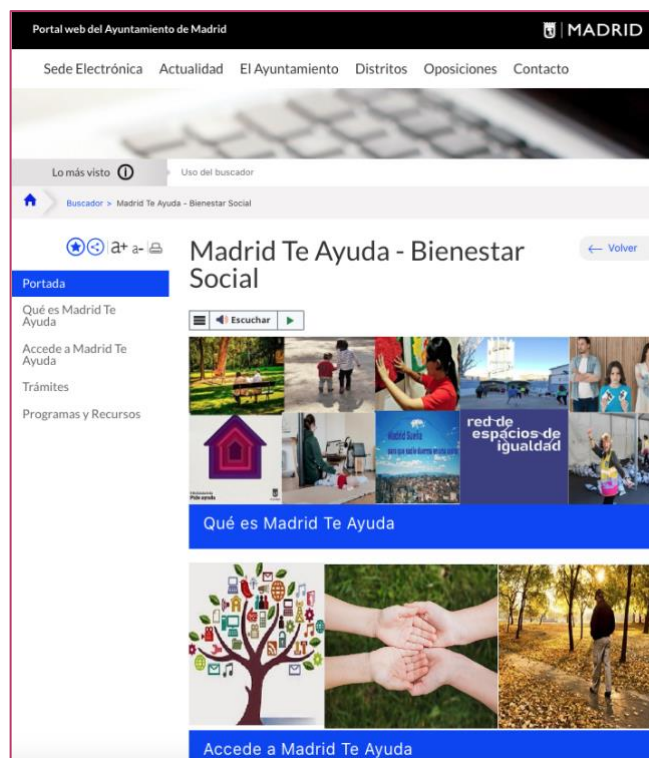 Portal web del Ayuntamiento de Madrid
MADRID
Sede Electrónica Actualidad El Ayuntamiento Distritos Oposiciones Contacto
Lo más visto
Uso del buscador
Buscador > Madrid Te Ayuda - Bienestar Social
a+ a-
Madrid Te Ayuda - Bienestar
Social
← Volver
Portada
Qué es Madrid Te
Ayuda
Accede a Madrid Te
Ayuda
Trámites
Programas y Recursos
Escuchar
red de
espacios de
igualdad
Qué es Madrid Te Ayuda
Accede a Madrid Te Ayuda